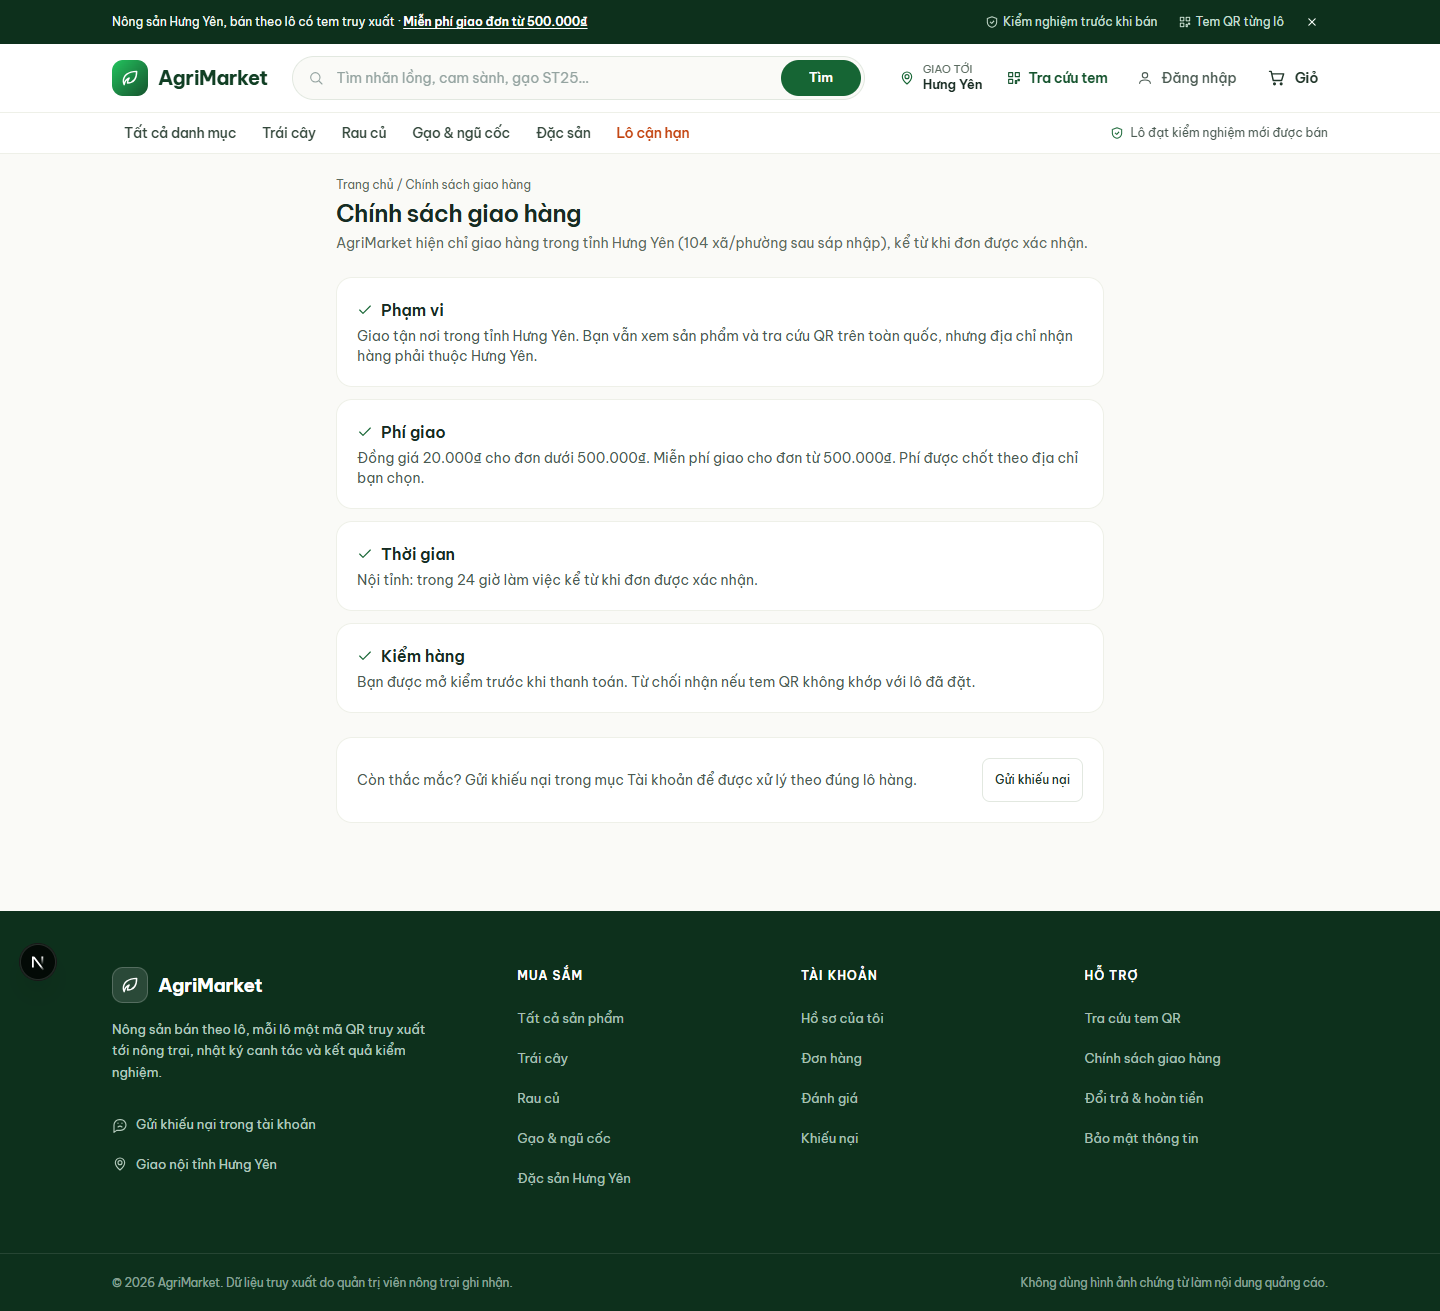 Nông sản Hưng Yên, bán theo lô có tem truy xuất · Miễn phí giao đơn từ 500.000₫
Kiểm nghiệm trước khi bán
Tem QR từng lô
AgriMarket
Tìm nhãn lồng, cam sành, gạo ST25...
Tìm
GIAO TỚI
Hưng Yên
Tra cứu tem
Đăng nhập
Giỏ
Tất cả danh mục
Trái cây
Rau củ
Gạo & ngũ cốc
Đặc sản
Lô cận hạn
Lô đạt kiểm nghiệm mới được bán
Trang chủ / Chính sách giao hàng
Chính sách giao hàng
AgriMarket hiện chỉ giao hàng trong tỉnh Hưng Yên (104 xã/phường sau sáp nhập), kể từ khi đơn được xác nhận.
Phạm vi
Giao tận nơi trong tỉnh Hưng Yên. Bạn vẫn xem sản phẩm và tra cứu QR trên toàn quốc, nhưng địa chỉ nhận
hàng phải thuộc Hưng Yên.
Phí giao
Đồng giá 20.000₫ cho đơn dưới 500.000₫. Miễn phí giao cho đơn từ 500.000₫. Phí được chốt theo địa chỉ
bạn chọn.
Thời gian
Nội tỉnh: trong 24 giờ làm việc kể từ khi đơn được xác nhận.
Kiểm hàng
Bạn được mở kiểm trước khi thanh toán. Từ chối nhận nếu tem QR không khớp với lô đã đặt.
Còn thắc mắc? Gửi khiếu nại trong mục Tài khoản để được xử lý theo đúng lô hàng.
Gửi khiếu nại
AgriMarket
Nông sản bán theo lô, mỗi lô một mã QR truy xuất
tới nông trại, nhật ký canh tác và kết quả kiểm
nghiệm.
Gửi khiếu nại trong tài khoản
Giao nội tỉnh Hưng Yên
MUA SẮM
Tất cả sản phẩm
Trái cây
Rau củ
Gạo & ngũ cốc
Đặc sản Hưng Yên
TÀI KHOẢN
Hồ sơ của tôi
Đơn hàng
Đánh giá
Khiếu nại
HỖ TRỢ
Tra cứu tem QR
Chính sách giao hàng
Đổi trả & hoàn tiền
Bảo mật thông tin
© 2026 AgriMarket. Dữ liệu truy xuất do quản trị viên nông trại ghi nhận.
Không dùng hình ảnh chứng từ làm nội dung quảng cáo.